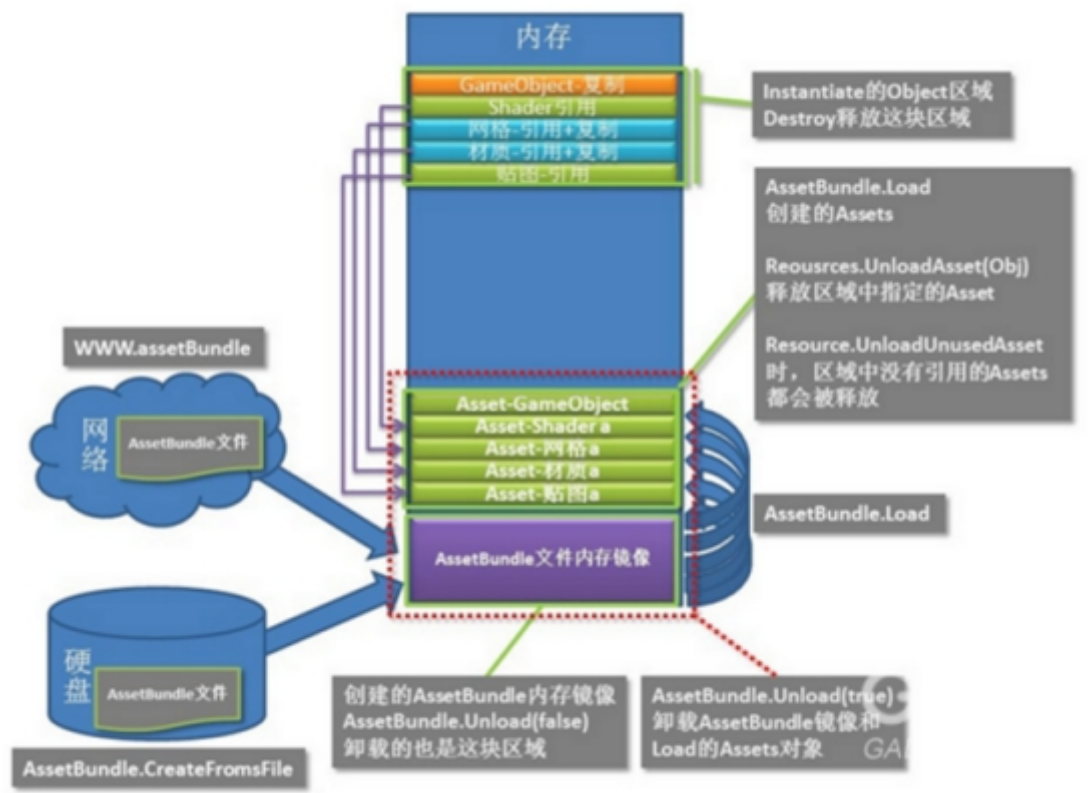 内存
GameObject-复制
Shader引用
网格-引用+复制
材质-引用+复制
贴图-引用
Instantiate的Object区域
Destroy释放这块区域
AssetBundle.Load
创建的Assets
Reousrces.UnloadAsset(Obj)
释放区域中指定的Asset
Resource.UnloadUnusedAsset
时，区域中没有引用的Assets
都会被释放
WWW.assetBundle
网络
AssetBundle文件
Asset-GameObject
Asset-Shader a
Asset-网格a
Asset-材质a
Asset-贴图a
AssetBundle.Load
AssetBundle文件内存镜像
硬盘
AssetBundle文件
AssetBundle.CreateFromsFile
创建的AssetBundle内存镜像
AssetBundle.Unload(false)
卸载的也是这块区域
AssetBundle.Unload(true)
卸载AssetBundle镜像和
Load的Assets对象